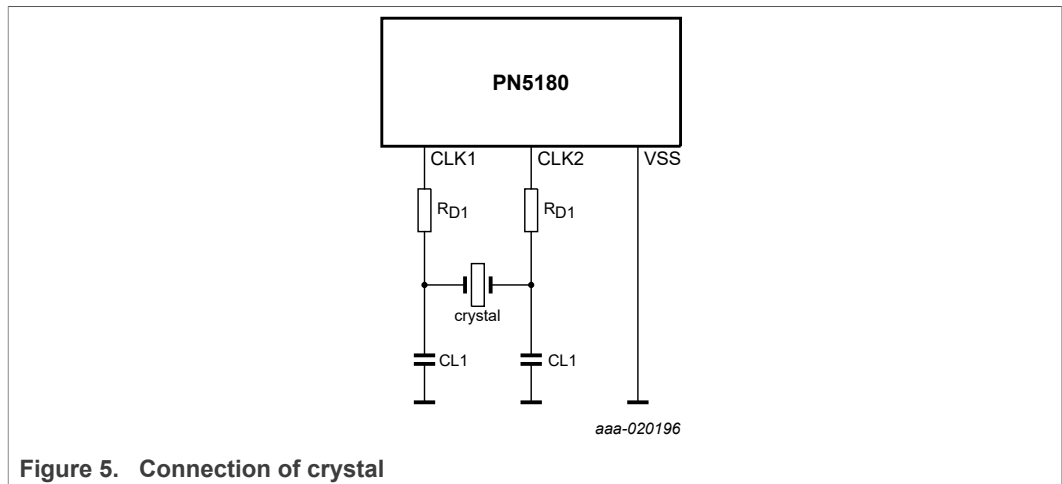 PN5180
CLK1 CLK2 VSS
RD1 RD1
crystal
CL1 CL1
aaa-020196
Figure 5. Connection of crystal